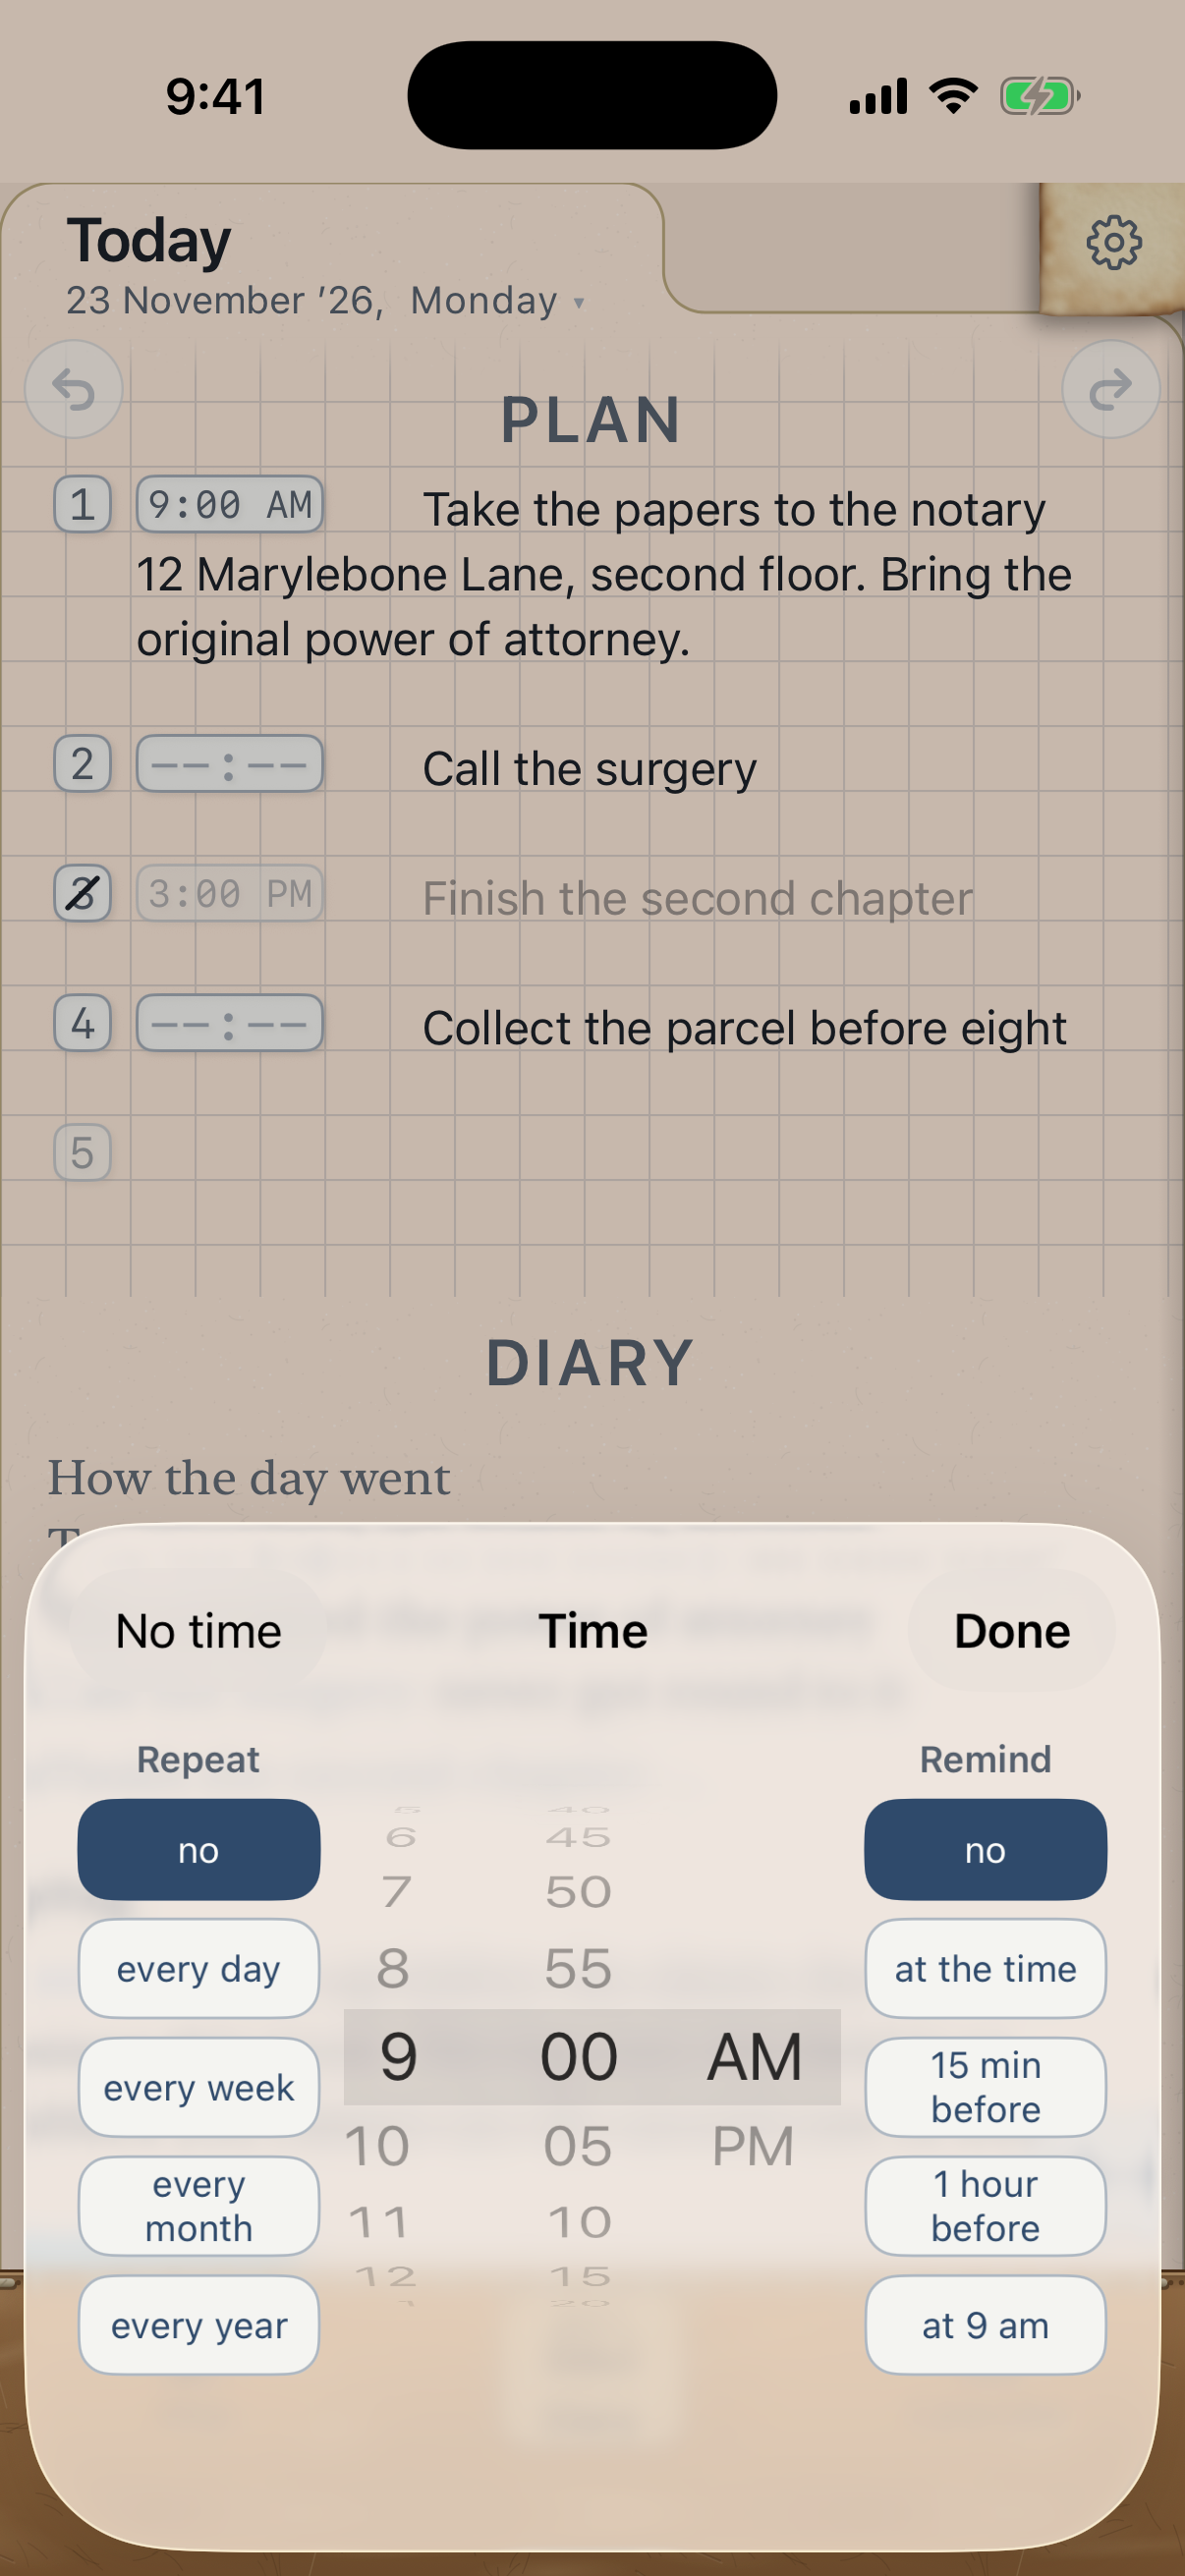 9:41
Today
23 November ’26, Monday ▾
PLAN
1 9:00 AM Take the papers to the notary
12 Marylebone Lane, second floor. Bring the
original power of attorney.
2 --:-- Call the surgery
3 3:00 PM Finish the second chapter
4 --:-- Collect the parcel before eight
5
DIARY
How the day went
No time Time Done
Repeat Remind
no
every day
every week
every
month
every year
5 40
6 45
7 50
8 55
9 00 AM
10 05 PM
11 10
12 15
1 20
no
at the time
15 min
before
1 hour
before
at 9 am